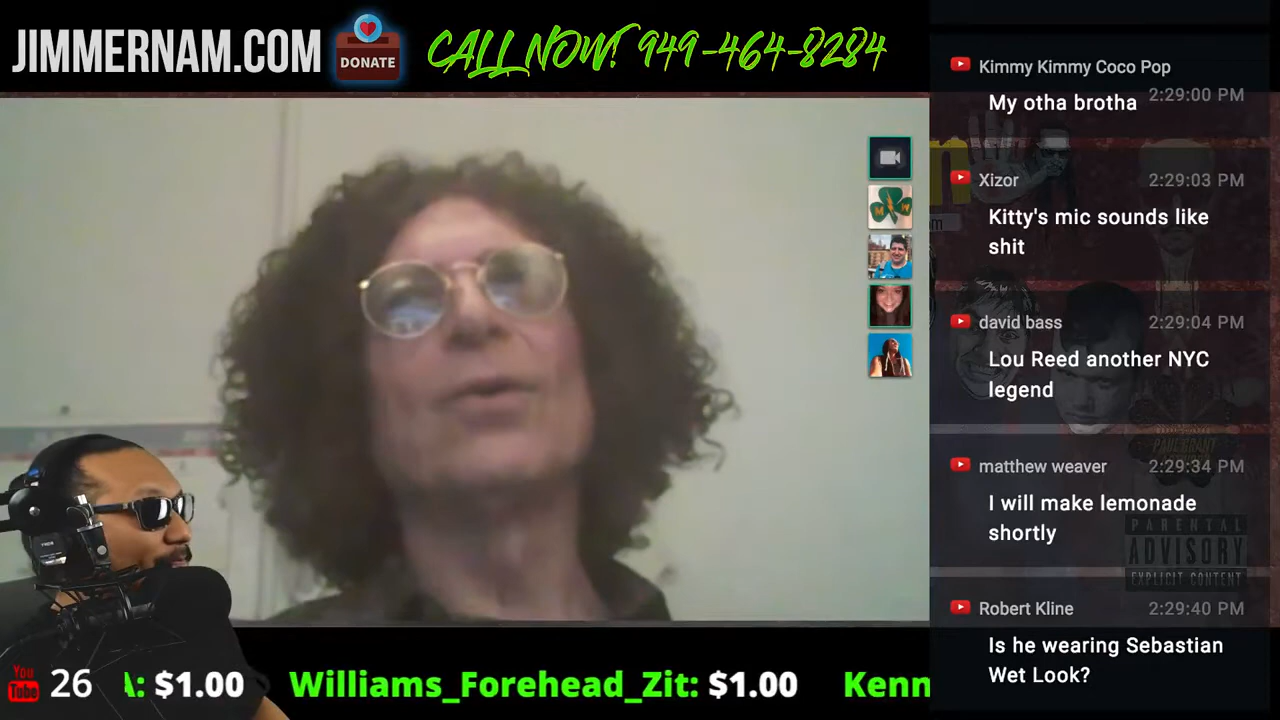 JIMMERNAM.COM
DONATE
CALL NOW! 949-464-8284
Kimmy Kimmy Coco Pop
My otha brotha 2:29:00 PM
Xizor 2:29:03 PM
Kitty's mic sounds like
shit
david bass 2:29:04 PM
Lou Reed another NYC
legend
matthew weaver 2:29:34 PM
I will make lemonade
shortly
PARENTAL
ADVISORY
EXPLICIT CONTENT
Robert Kline 2:29:40 PM
Is he wearing Sebastian
Wet Look?
You
Tube 26 $1.00 Williams_Forehead_Zit: $1.00 Kenn